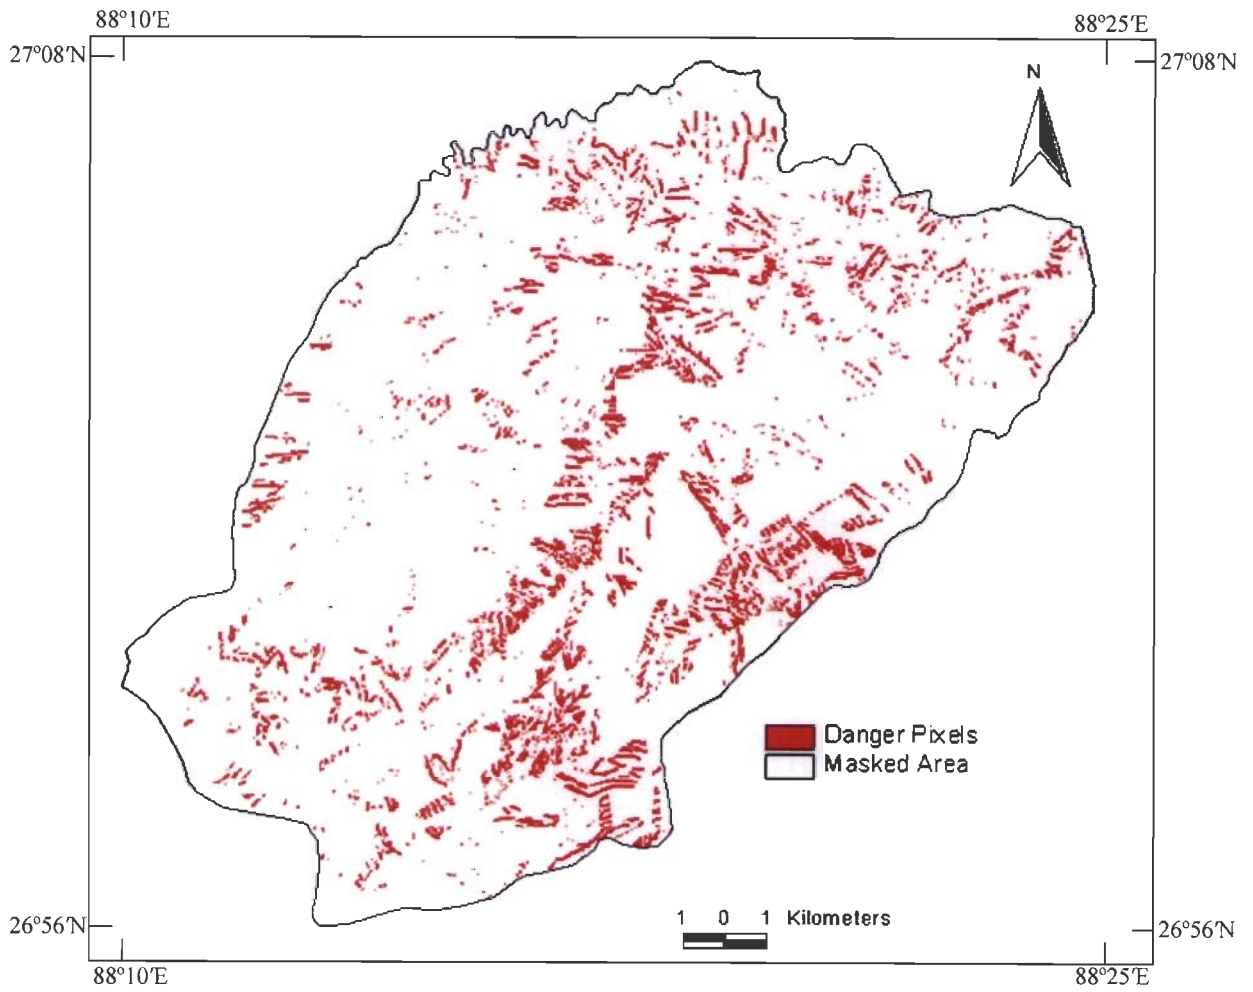 88°10′E
88°25′E
27°08′N
27°08′N
N
Danger Pixels
Masked Area
1 0 1 Kilometers
26°56′N
26°56′N
88°10′E
88°25′E